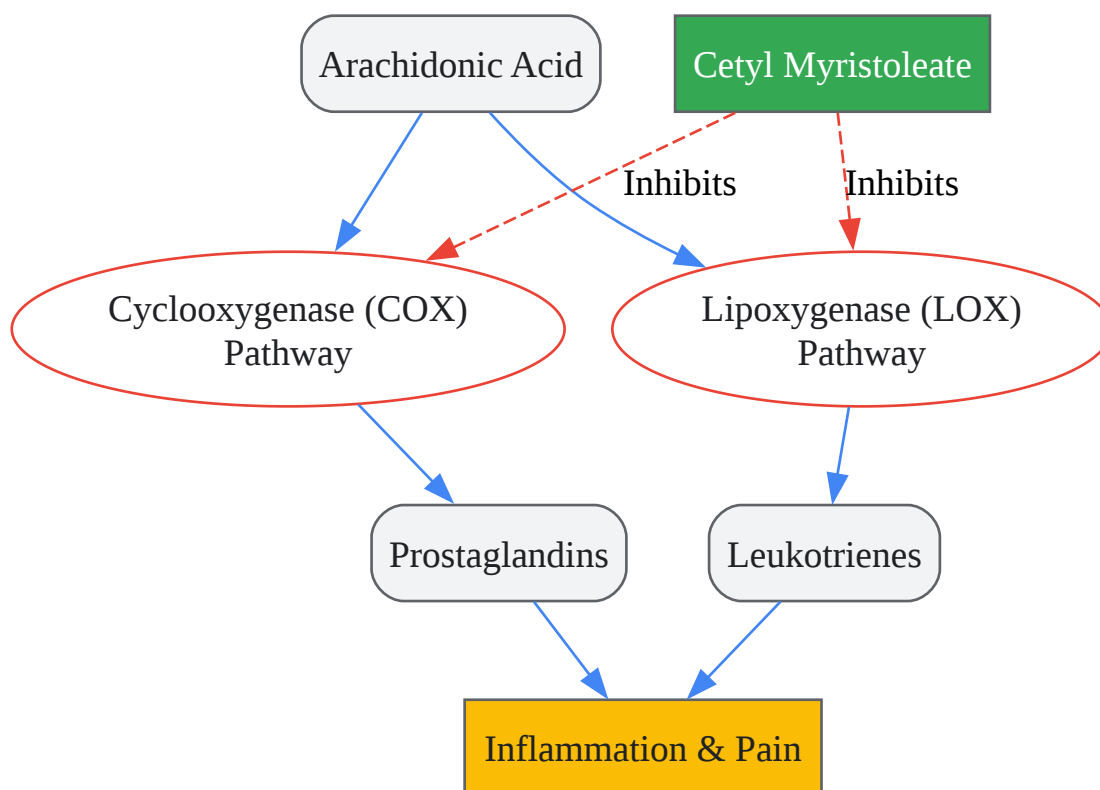 Arachidonic Acid
Cetyl Myristoleate
Inhibits
Inhibits
Cyclooxygenase (COX)
Pathway
Lipoxygenase (LOX)
Pathway
Prostaglandins
Leukotrienes
Inflammation & Pain